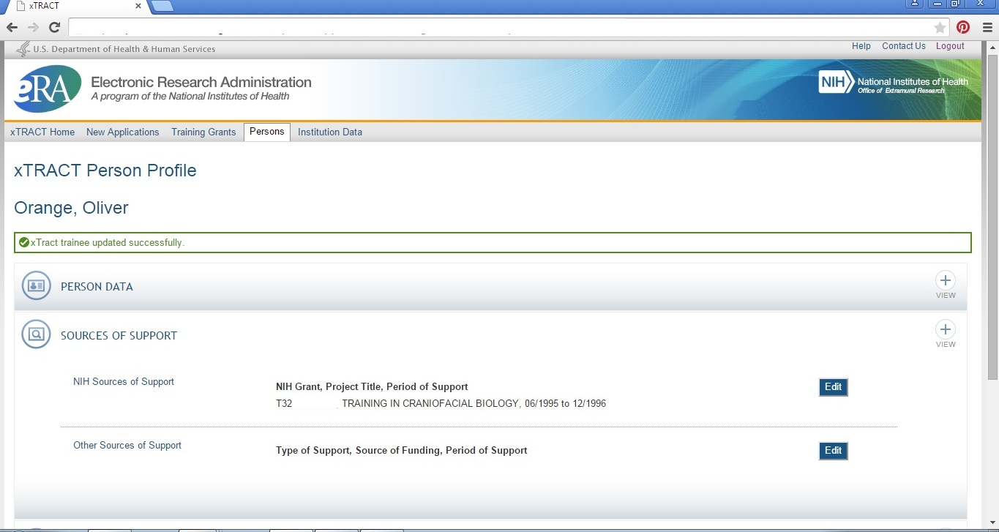 xTRACT
U.S. Department of Health & Human Services
Help Contact Us Logout
eRA Electronic Research Administration
A program of the National Institutes of Health
NIH National Institutes of Health
Office of Extramural Research
xTRACT Home New Applications Training Grants Persons Institution Data
xTRACT Person Profile
Orange, Oliver
xTract trainee updated successfully.
PERSON DATA
VIEW
SOURCES OF SUPPORT
VIEW
NIH Sources of Support
NIH Grant, Project Title, Period of Support
Edit
T32 , TRAINING IN CRANIOFACIAL BIOLOGY, 06/1995 to 12/1996
Other Sources of Support
Type of Support, Source of Funding, Period of Support
Edit